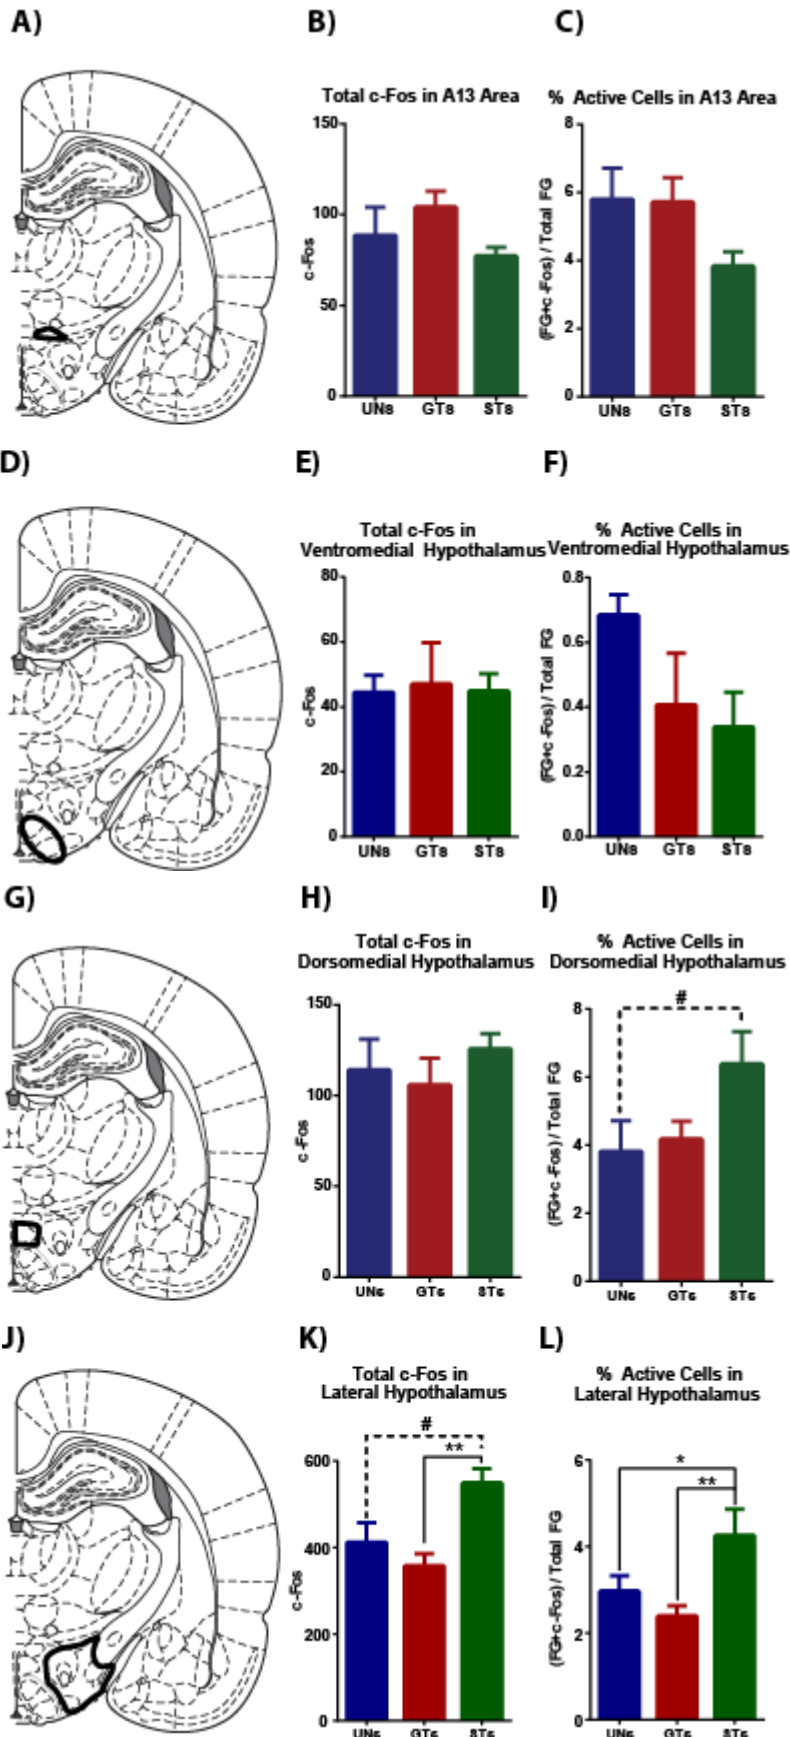 A)
B)
C)
Total c-Fos in A13 Area
% Active Cells in A13 Area
c-Fos
150
100
50
0
UNs
GTs
STs
(FG+c-Fos) / Total FG
8
6
4
2
0
UNs
GTs
STs
D)
E)
F)
Total c-Fos in
Ventromedial Hypothalamus
% Active Cells in
Ventromedial Hypothalamus
c-Fos
80
60
40
20
0
UNs
GTs
STs
(FG+c-Fos) / Total FG
0.8
0.6
0.4
0.2
0.0
UNs
GTs
STs
G)
H)
I)
Total c-Fos in
Dorsomedial Hypothalamus
% Active Cells in
Dorsomedial Hypothalamus
c-Fos
150
100
50
0
UNs
GTs
STs
#
(FG+c-Fos) / Total FG
8
6
4
2
0
UNs
GTs
STs
J)
K)
L)
Total c-Fos in
Lateral Hypothalamus
% Active Cells in
Lateral Hypothalamus
#
**
c-Fos
600
400
200
0
UNs
GTs
STs
*
**
(FG+c-Fos) / Total FG
6
4
2
0
UNs
GTs
STs